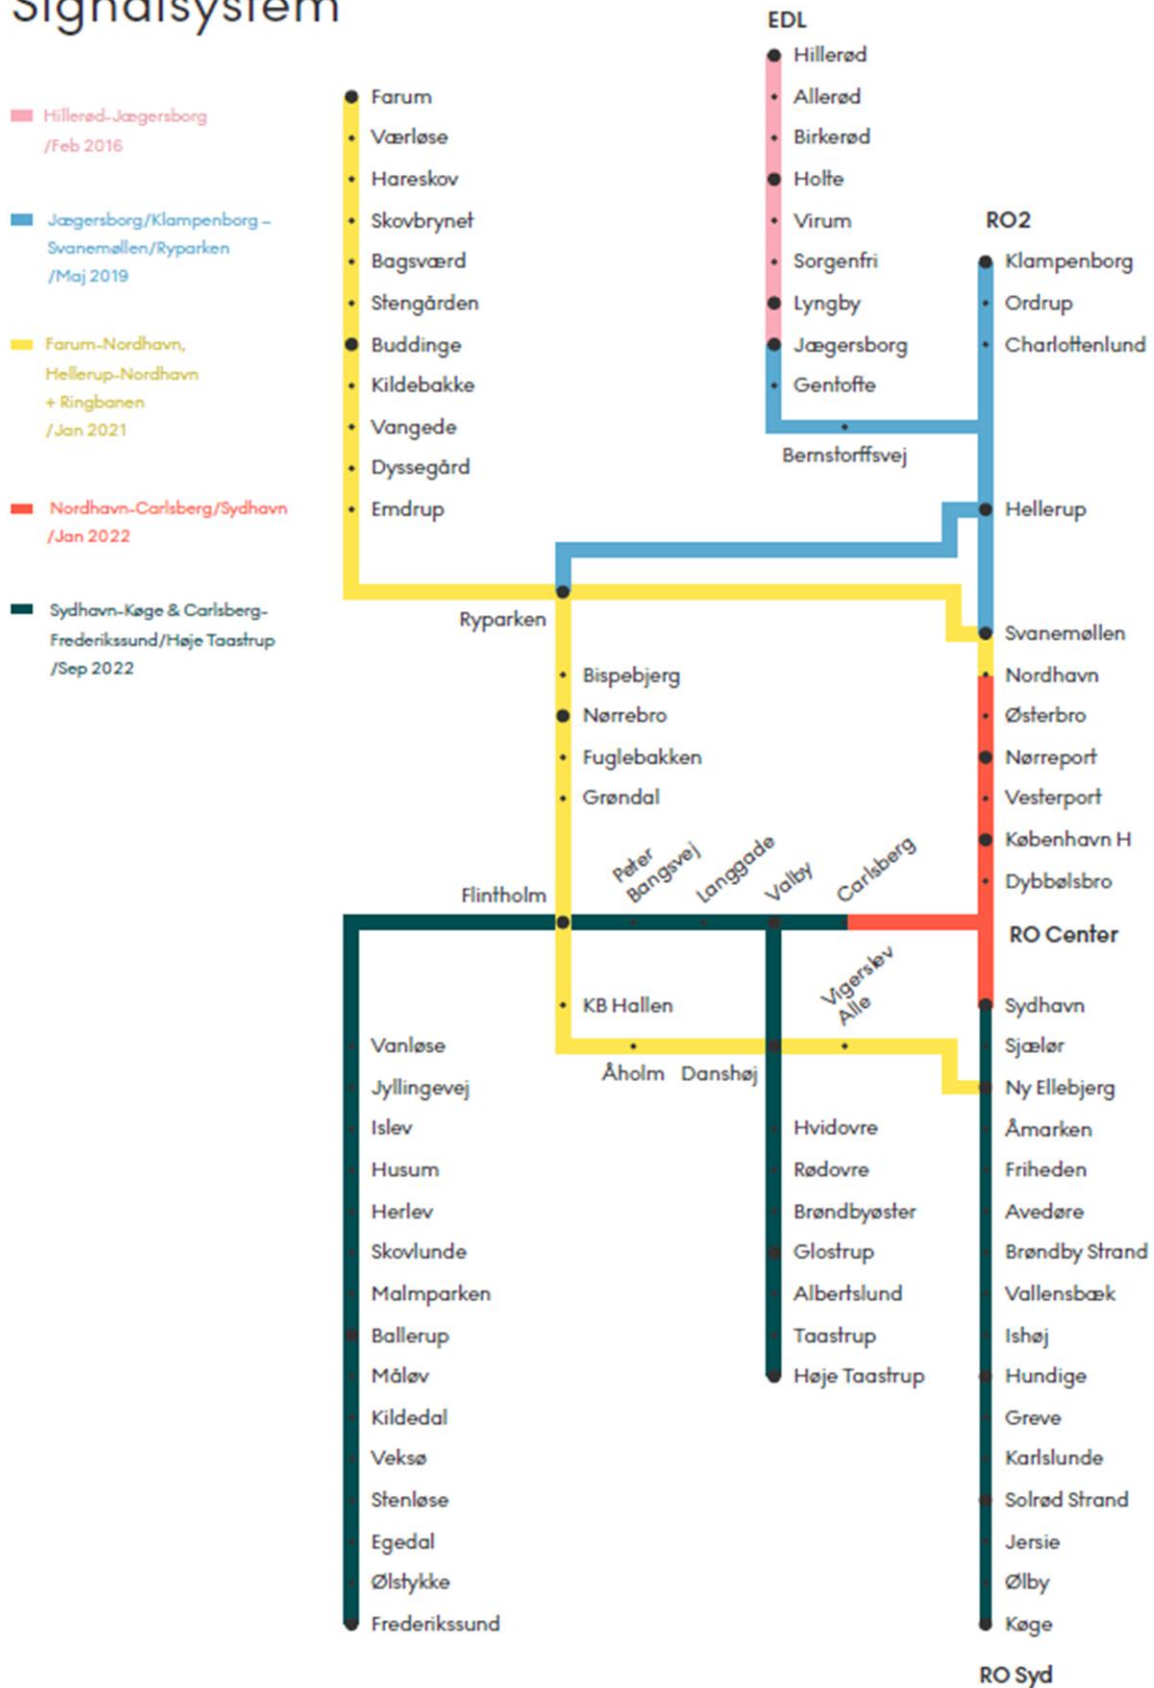 Signalsystem
Hillerød-Jægersborg
/Feb 2016
Jægersborg/Klampenborg –
Svanemøllen/Ryparken
/Maj 2019
Farum-Nordhavn,
Hellerup-Nordhavn
+ Ringbanen
/Jan 2021
Nordhavn-Carlsberg/Sydhavn
/Jan 2022
Sydhavn-Køge & Carlsberg-
Frederikssund/Høje Taastrup
/Sep 2022
Farum
Værløse
Hareskov
Skovbrynet
Bagsværd
Stengården
Buddinge
Kildebakke
Vangede
Dyssegård
Emdrup
EDL
Hillerød
Allerød
Birkerød
Holte
Virum
Sorgenfri
Lyngby
Jægersborg
Gentofte
Bernstorffsvej
RO2
Klampenborg
Ordrup
Charlottenlund
Hellerup
Svanemøllen
Nordhavn
Østerbro
Nørreport
Vesterport
København H
Dybbølsbro
RO Center
Ryparken
Bispebjerg
Nørrebro
Fuglebakken
Grøndal
Flintholm
Peter
Bangsvej
Langgade
Valby
Carlsberg
KB Hallen
Åholm
Danshøj
Vigerslev
Alle
Vanløse
Jyllingevej
Islev
Husum
Herlev
Skovlunde
Malmparken
Ballerup
Måløv
Kildedal
Veksø
Stenløse
Egedal
Ølstykke
Frederikssund
Hvidovre
Rødovre
Brøndbyøster
Glostrup
Albertslund
Taastrup
Høje Taastrup
Sydhavn
Sjælør
Ny Ellebjerg
Åmarken
Friheden
Avedøre
Brøndby Strand
Vallensbæk
Ishøj
Hundige
Greve
Karlslunde
Solrød Strand
Jersie
Ølby
Køge
RO Syd